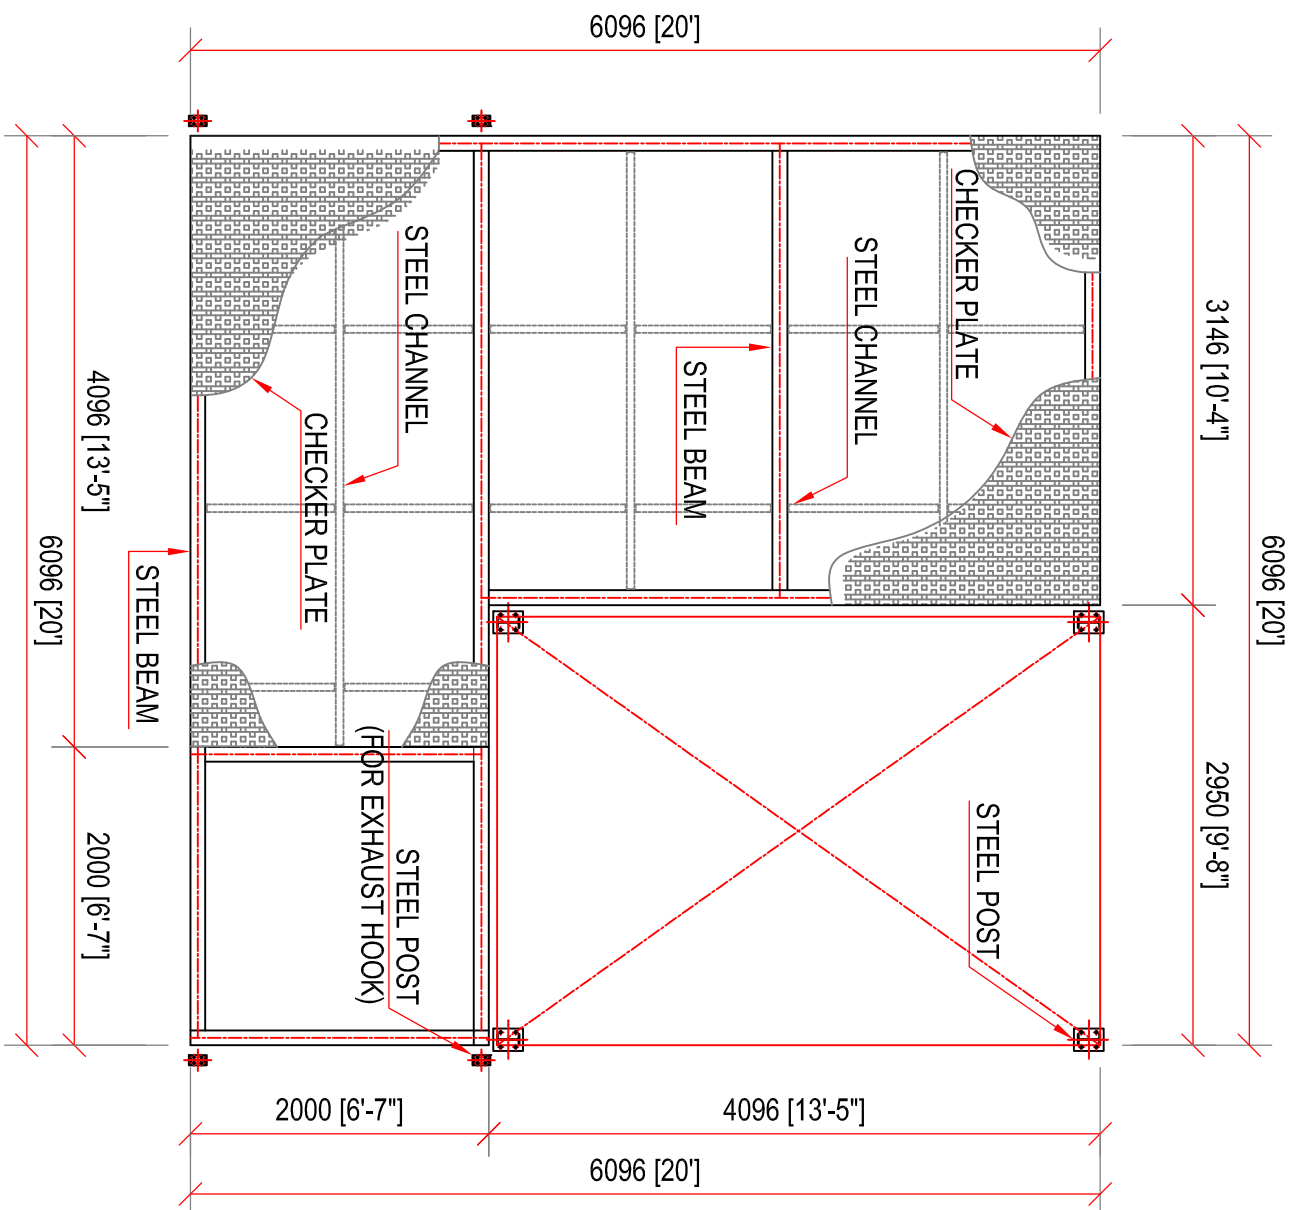 6096 [20']
CHECKER PLATE
STEEL CHANNEL
STEEL CHANNEL
STEEL BEAM
CHECKER PLATE
STEEL BEAM
3146 [10'-4"]
6096 [20']
2950 [9'-8"]
4096 [13'-5"]
6096 [20']
2000 [6'-7"]
STEEL POST
(FOR EXHAUST HOOK)
STEEL POST
2000 [6'-7"]
4096 [13'-5"]
6096 [20']